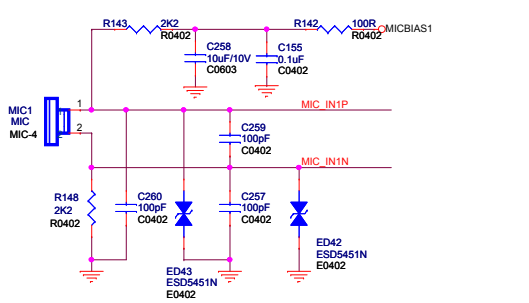 R143
2K2
R0402
R142
100R
R0402
MICBIAS1
C258
10uF/10V
C0603
C155
0.1uF
C0402
MIC1
MIC
MIC-4
1
2
MIC_IN1P
C259
100pF
C0402
MIC_IN1N
R148
2K2
R0402
C260
100pF
C0402
C257
100pF
C0402
ED43
ESD5451N
E0402
ED42
ESD5451N
E0402